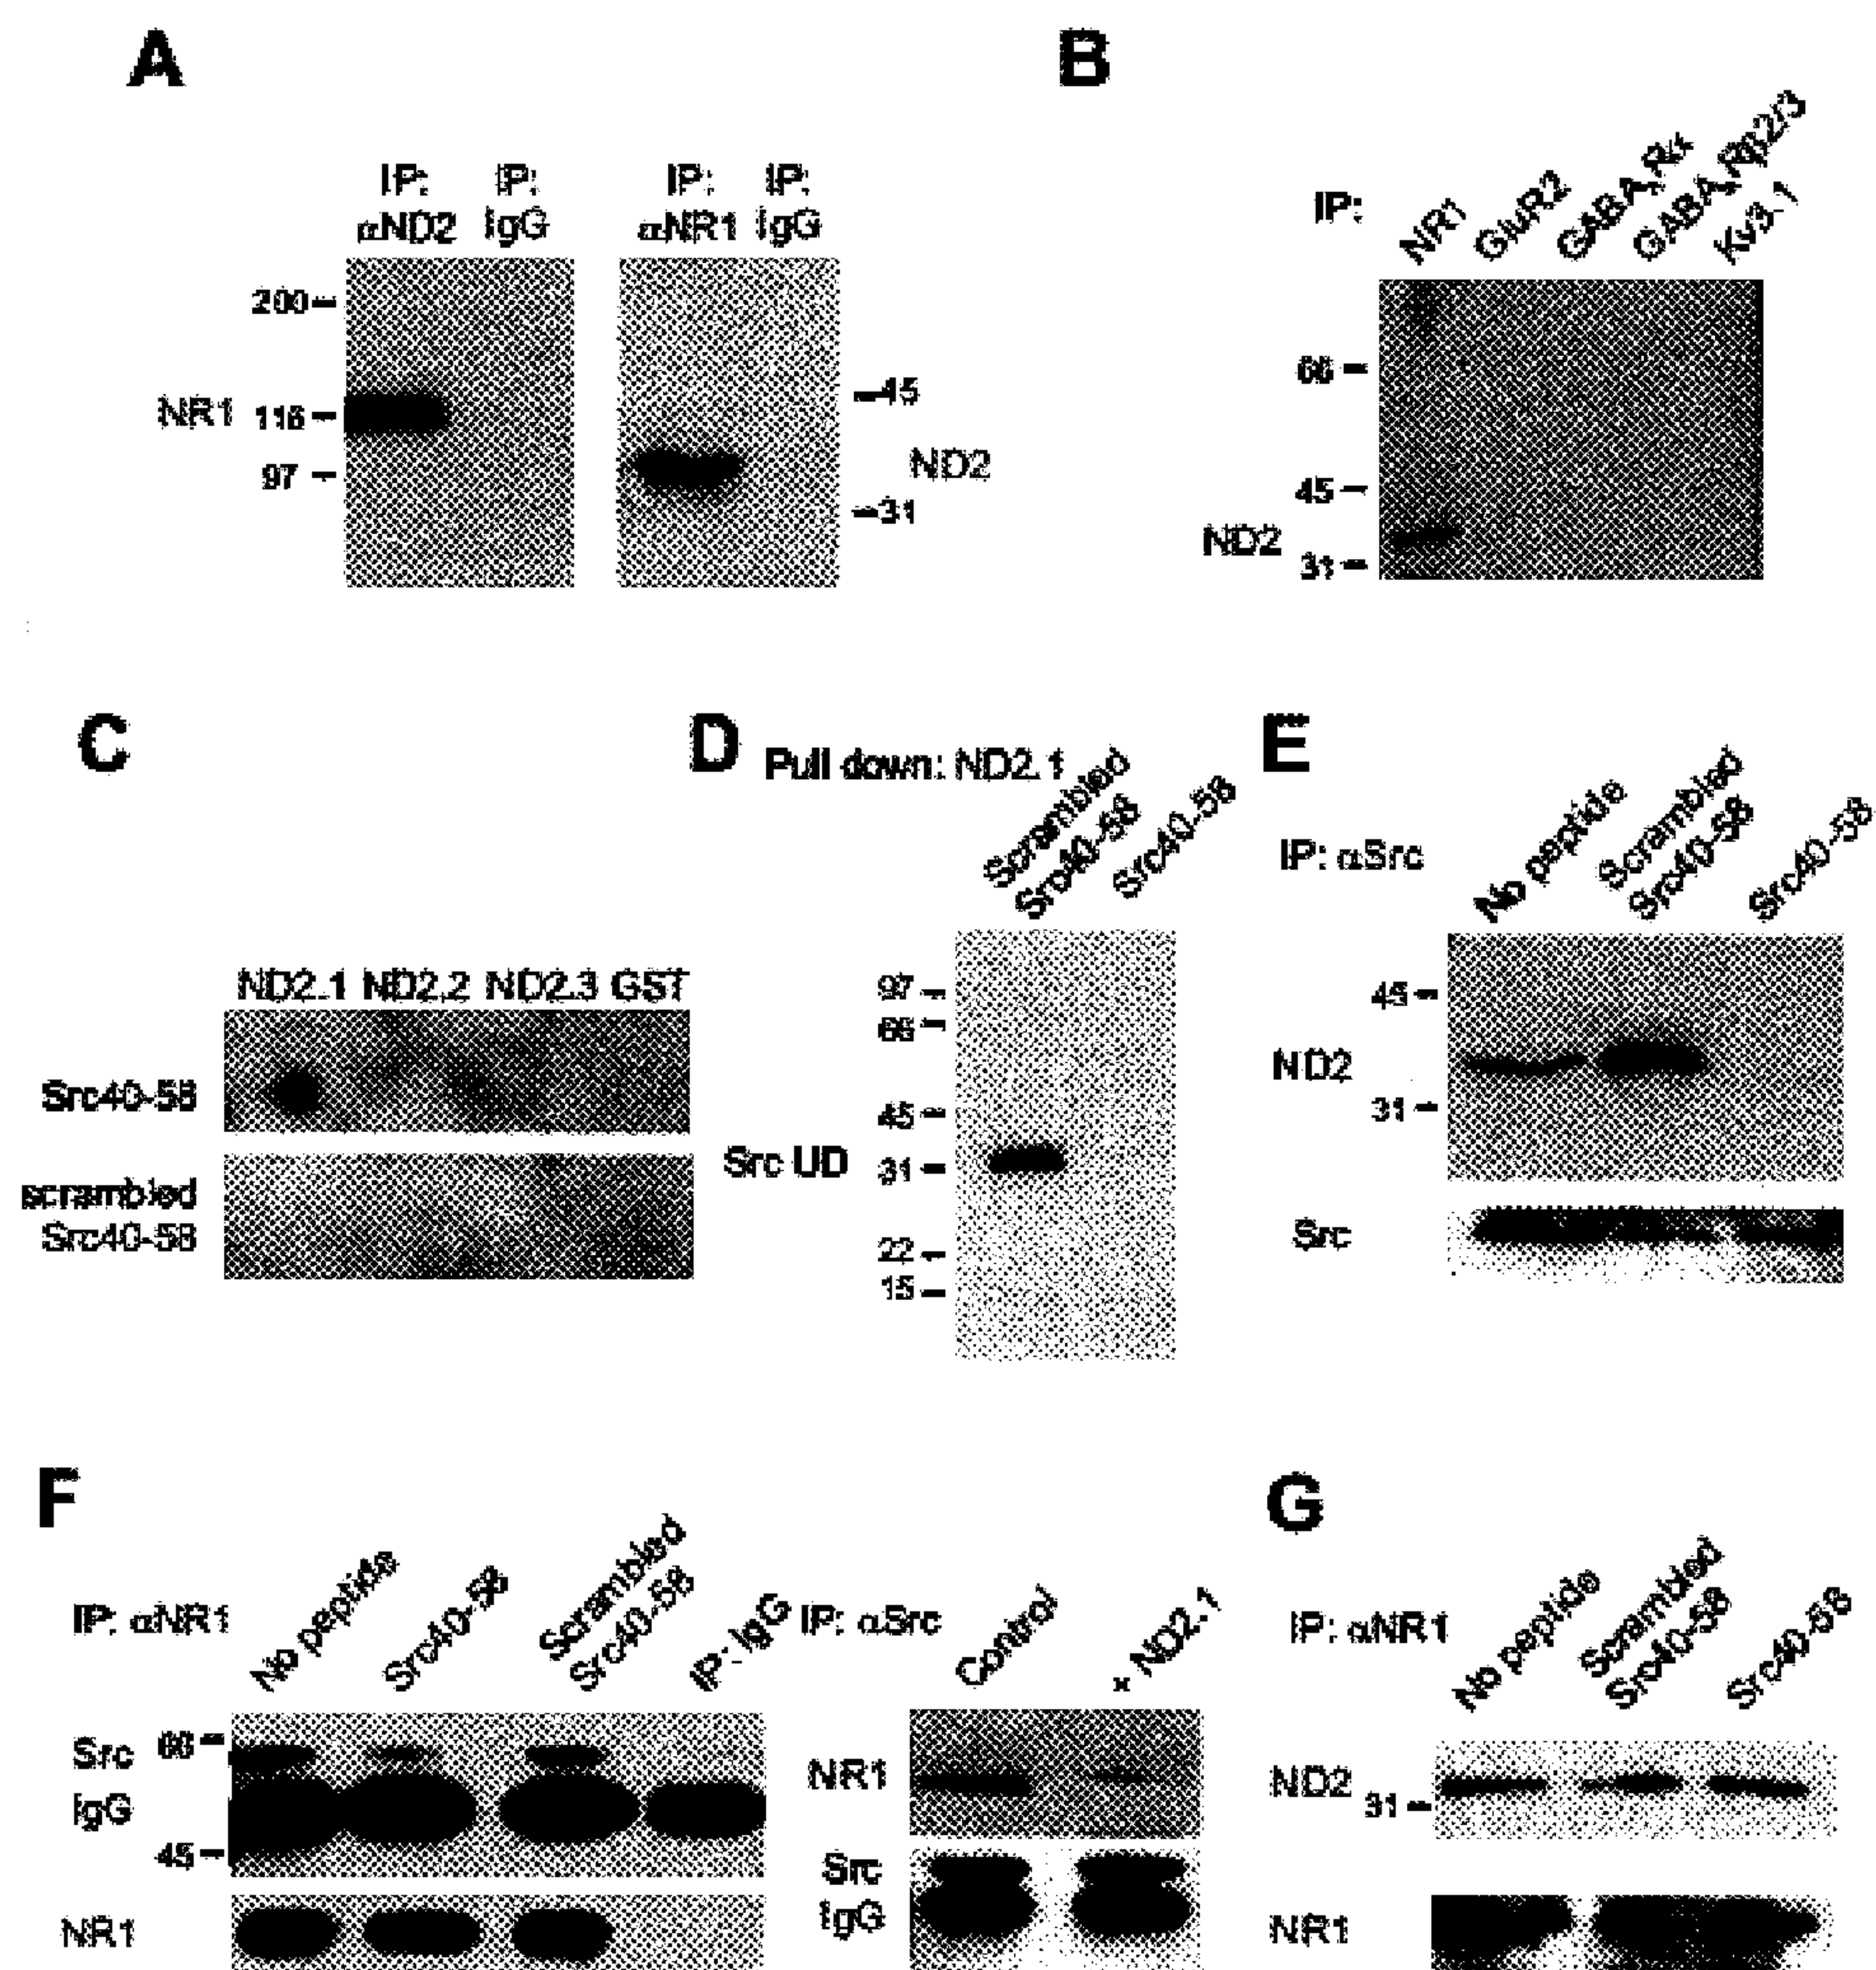 A
IP: αND2
IP: IgG
IP: αNR1
IP: IgG
200
NR1 116
97
45
ND2
31
B
IP:
NR1
GluR2
GABA
GABA
Kv3.1
66
45
ND2
31
C
ND2.1 ND2.2 ND2.3 GST
Src40-58
scrambled
Src40-58
D
Pull down: ND2.1
Scrambled
Src40-58
Src40-58
97
66
45
Src UD
31
22
15
E
IP: αSrc
No peptide
Scrambled
Src40-58
Src40-58
45
ND2
31
Src
F
IP: αNR1
No peptide
Src40-58
Scrambled
Src40-58
IP: IgG
Src 66
IgG
45
NR1
IP: αSrc
Control
+ ND2.1
NR1
Src
IgG
G
IP: αNR1
No peptide
Scrambled
Src40-58
Src40-58
ND2
31
NR1